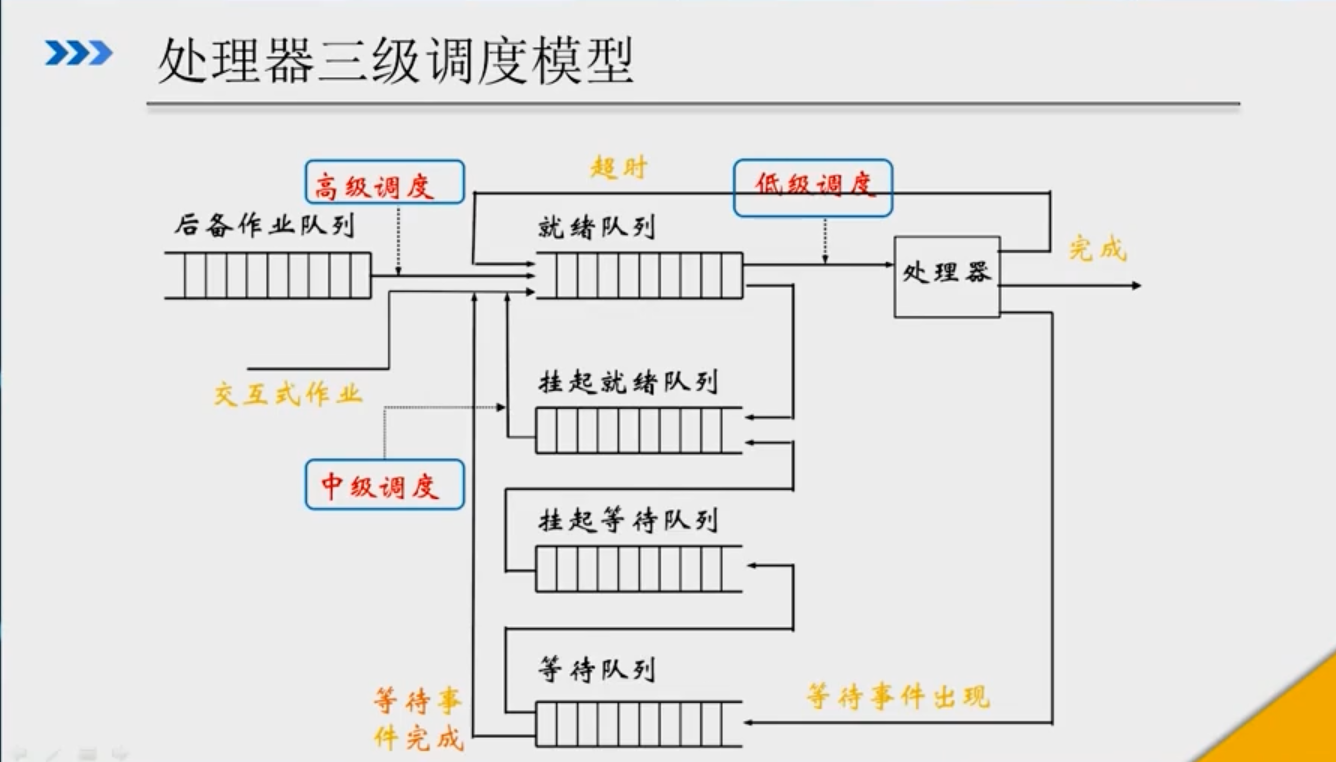 处理器三级调度模型
超时
高级调度
低级调度
后备作业队列
就绪队列
完成
处理器
挂起就绪队列
交互式作业
中级调度
挂起等待队列
等待队列
等待事
件完成
等待事件出现